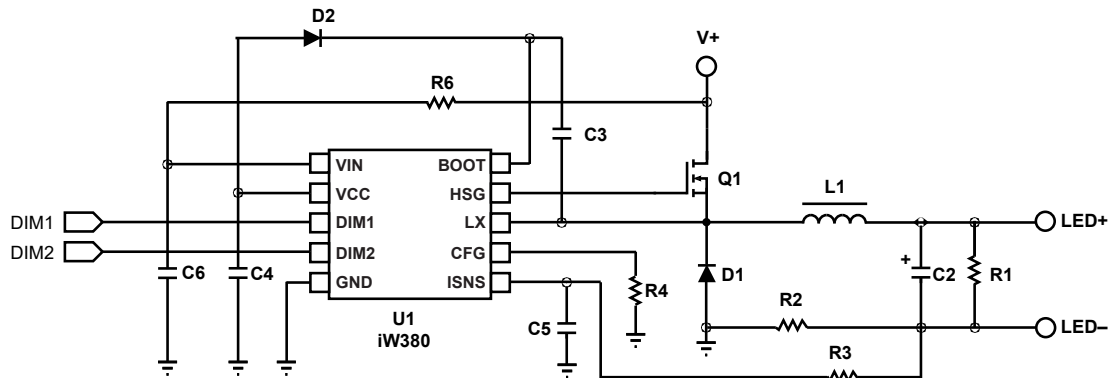 D2
V+
R6
C3
VIN
BOOT
Q1
VCC
HSG
L1
DIM1
DIM1
LX
LED+
DIM2
DIM2
CFG
C6
C4
GND
ISNS
R4
D1
+
C2
R1
U1
iW380
C5
R2
LED–
R3